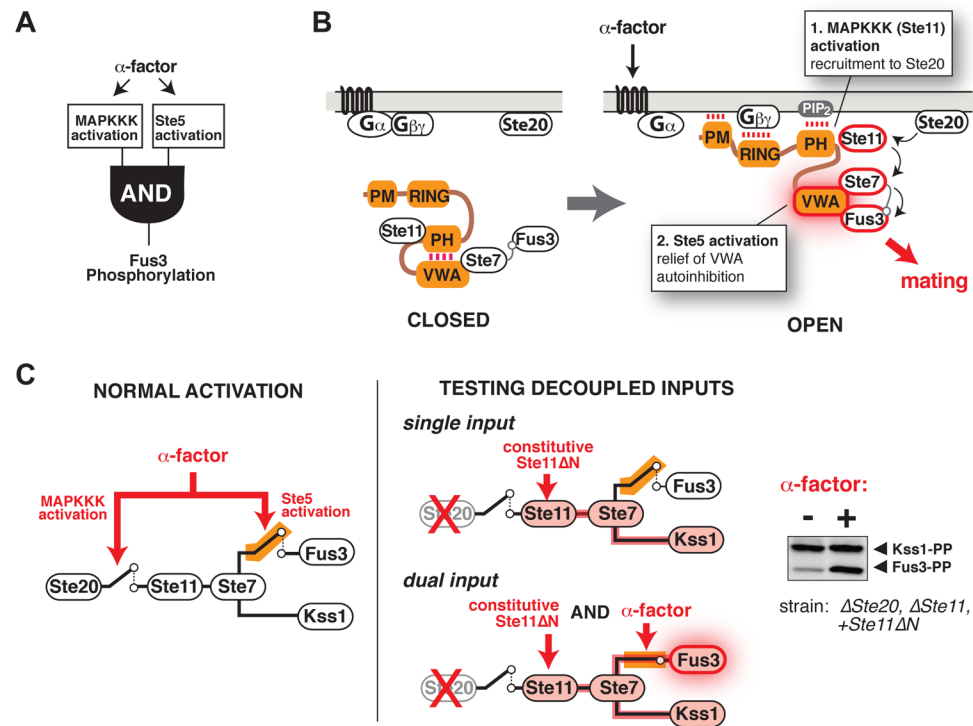 A
α-factor
MAPKKK
activation
Ste5
activation
AND
Fus3
Phosphorylation
B
α-factor
Gα
Gβγ
Ste20
PM
RING
Ste11
PH
VWA
Ste7
Fus3
CLOSED
1. MAPKKK (Ste11)
activation
recruitment to Ste20
Gα
Gβγ
PIP2
Ste20
PM
RING
PH
Ste11
Ste7
VWA
Fus3
2. Ste5 activation
relief of VWA
autoinhibition
mating
OPEN
C
NORMAL ACTIVATION
α-factor
MAPKKK
activation
Ste5
activation
Fus3
Ste20
Ste11
Ste7
Kss1
TESTING DECOUPLED INPUTS
single input
constitutive
Ste11ΔN
Fus3
Ste20
Ste11
Ste7
Kss1
dual input
constitutive
Ste11ΔN
AND
α-factor
Fus3
Ste20
Ste11
Ste7
Kss1
α-factor:
- +
Kss1-PP
Fus3-PP
strain: ΔSte20, ΔSte11,
+Ste11ΔN